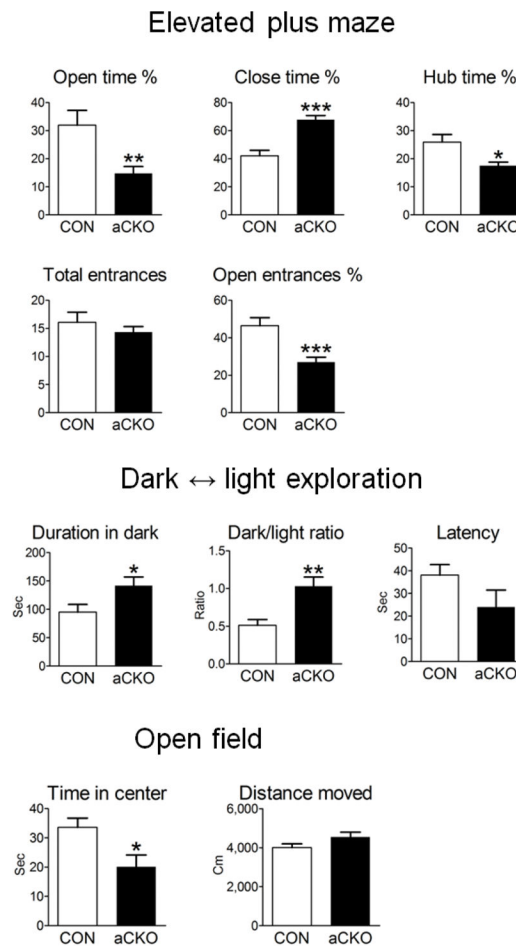 Elevated plus maze
Open time % Close time % Hub time %
40 80 40
** *** *
30 60 30
20 40 20
10 20 10
0 0 0
CON aCKO CON aCKO CON aCKO
Total entrances Open entrances %
20 60
15 40 ***
10 20
5
0 0
CON aCKO CON aCKO
Dark ↔ light exploration
Duration in dark Dark/light ratio Latency
200 1.5 50
* **
150 1.0 40
100 30
50 0.5 20
10
0 0.0 0
Sec Ratio Sec
CON aCKO CON aCKO CON aCKO
Open field
Time in center Distance moved
40 6,000
30 * 4,000
20 2,000
10
0 0
Sec Cm
CON aCKO CON aCKO